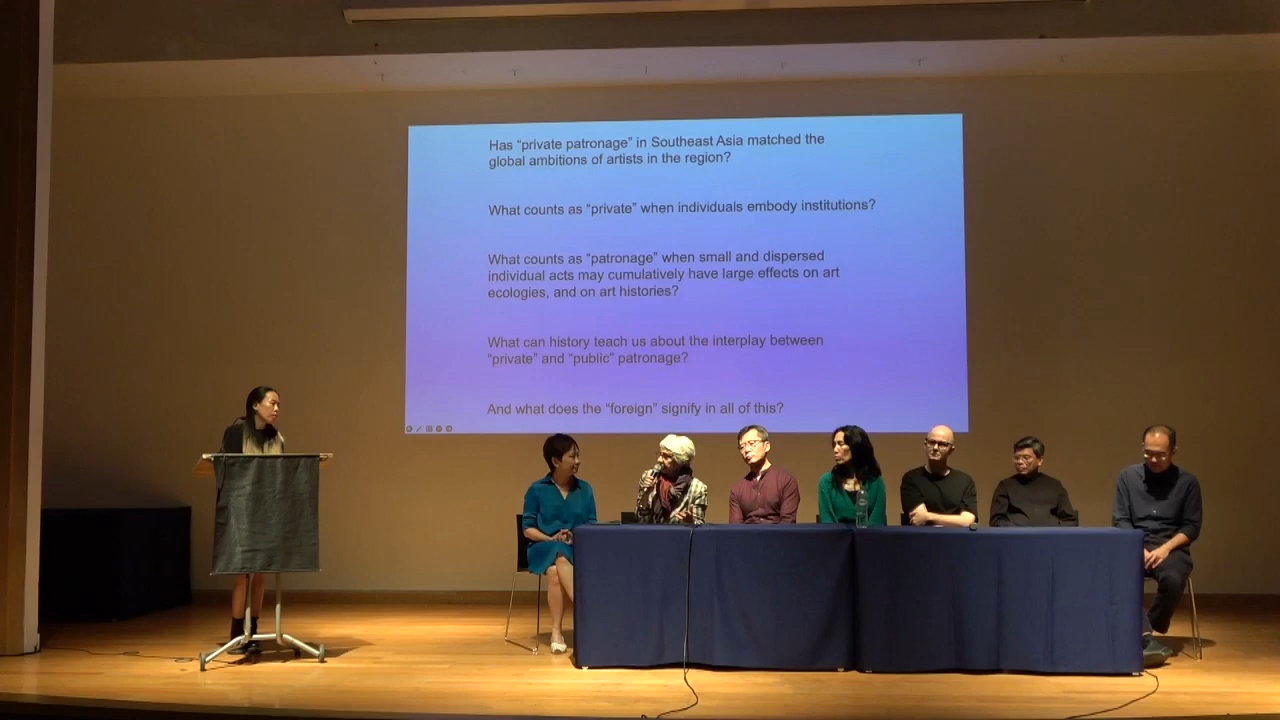 Has “private patronage” in Southeast Asia matched the
global ambitions of artists in the region?
What counts as “private” when individuals embody institutions?
What counts as “patronage” when small and dispersed
individual acts may cumulatively have large effects on art
ecologies, and on art histories?
What can history teach us about the interplay between
“private” and “public” patronage?
And what does the “foreign” signify in all of this?